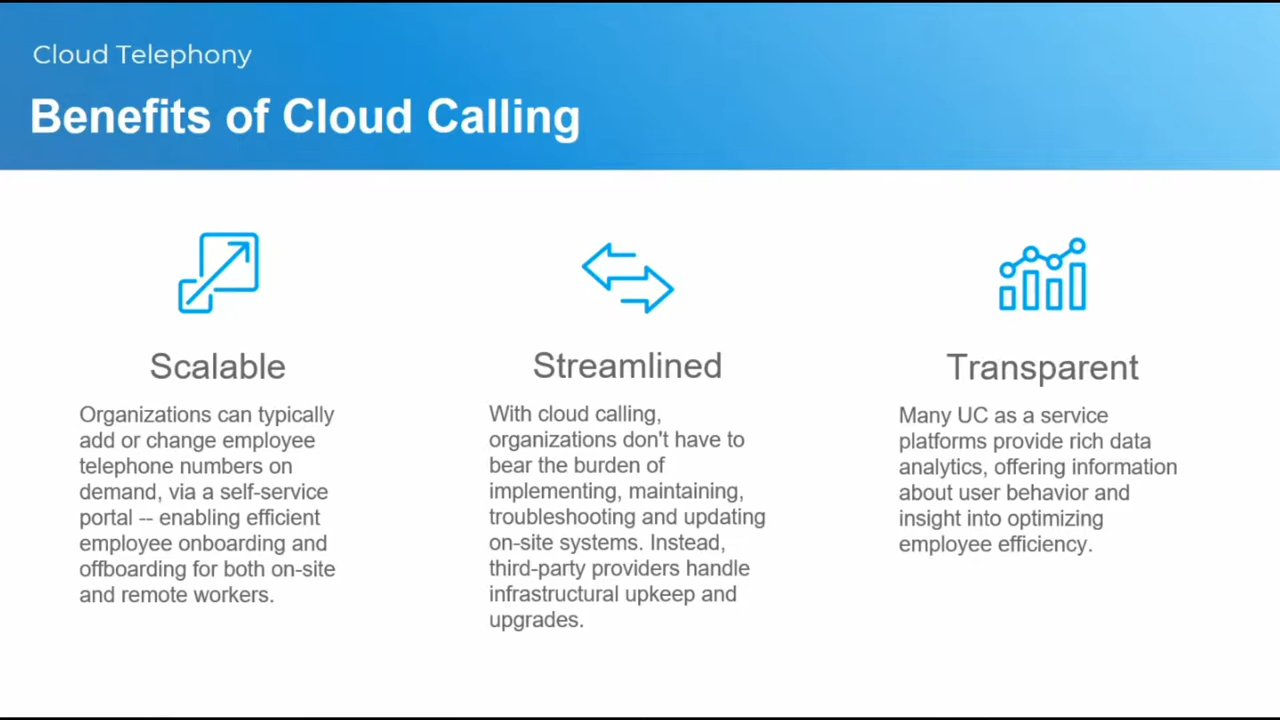 Cloud Telephony
Benefits of Cloud Calling
Scalable
Organizations can typically
add or change employee
telephone numbers on
demand, via a self-service
portal -- enabling efficient
employee onboarding and
offboarding for both on-site
and remote workers.
Streamlined
With cloud calling,
organizations don't have to
bear the burden of
implementing, maintaining,
troubleshooting and updating
on-site systems. Instead,
third-party providers handle
infrastructural upkeep and
upgrades.
Transparent
Many UC as a service
platforms provide rich data
analytics, offering information
about user behavior and
insight into optimizing
employee efficiency.